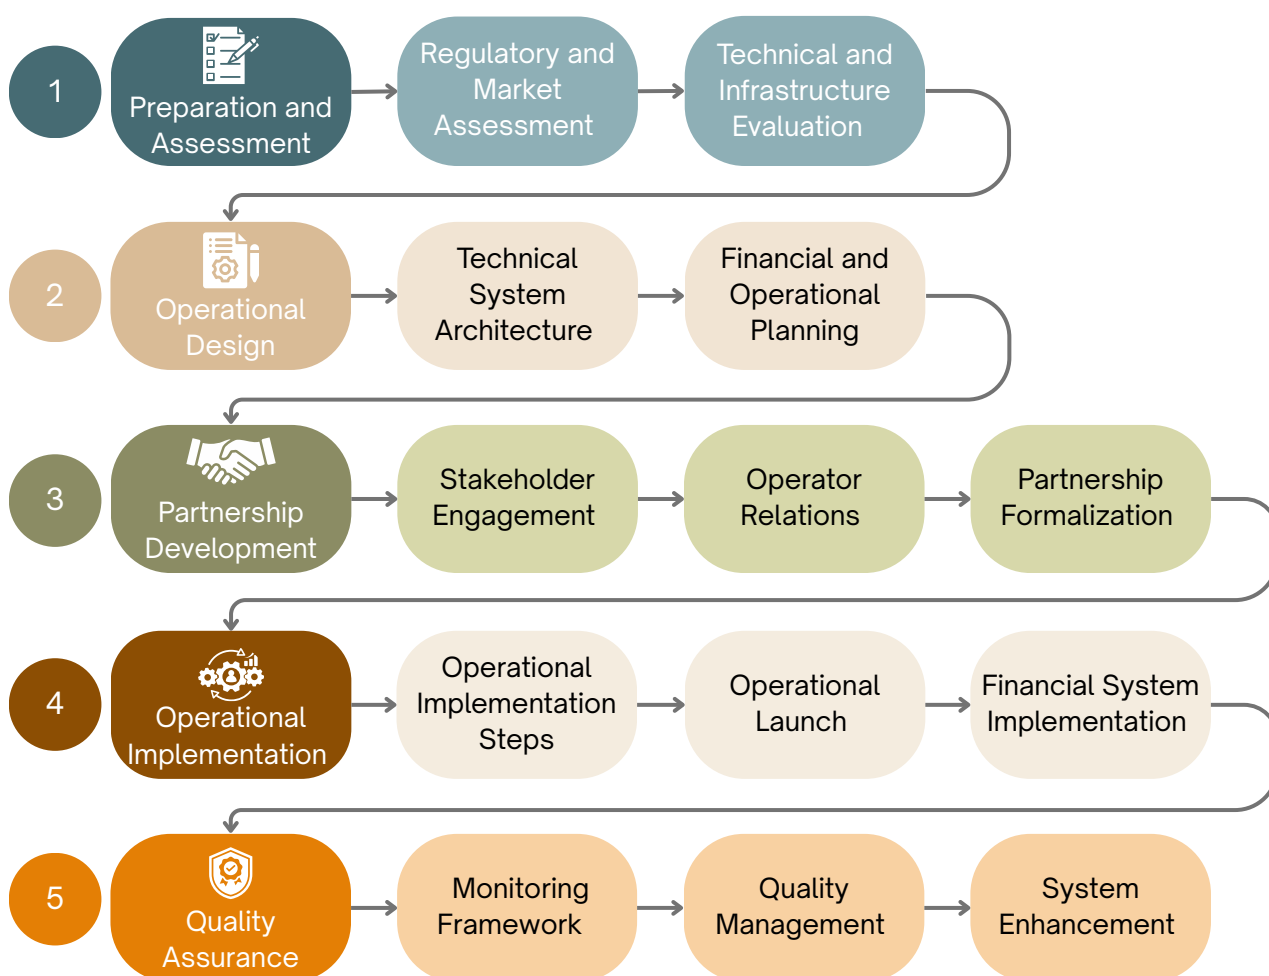 1
Preparation and
Assessment
Regulatory and
Market
Assessment
Technical and
Infrastructure
Evaluation
2
Operational
Design
Technical
System
Architecture
Financial and
Operational
Planning
3
Partnership
Development
Stakeholder
Engagement
Operator
Relations
Partnership
Formalization
4
Operational
Implementation
Operational
Implementation
Steps
Operational
Launch
Financial System
Implementation
5
Quality
Assurance
Monitoring
Framework
Quality
Management
System
Enhancement